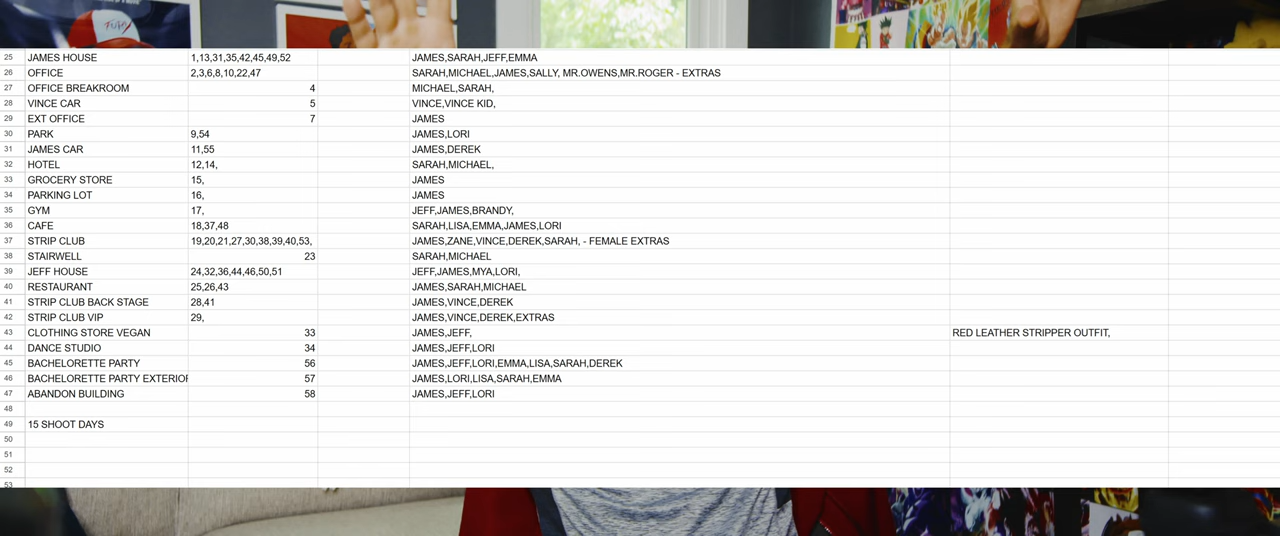 25 JAMES HOUSE 1,13,31,35,42,45,49,52 JAMES,SARAH,JEFF,EMMA
26 OFFICE 2,3,6,8,10,22,47 SARAH,MICHAEL,JAMES,SALLY, MR.OWENS,MR.ROGER - EXTRAS
27 OFFICE BREAKROOM 4 MICHAEL,SARAH,
28 VINCE CAR 5 VINCE,VINCE KID,
29 EXT OFFICE 7 JAMES
30 PARK 9,54 JAMES,LORI
31 JAMES CAR 11,55 JAMES,DEREK
32 HOTEL 12,14, SARAH,MICHAEL,
33 GROCERY STORE 15, JAMES
34 PARKING LOT 16, JAMES
35 GYM 17, JEFF,JAMES,BRANDY,
36 CAFE 18,37,48 SARAH,LISA,EMMA,JAMES,LORI
37 STRIP CLUB 19,20,21,27,30,38,39,40,53, JAMES,ZANE,VINCE,DEREK,SARAH, - FEMALE EXTRAS
38 STAIRWELL 23 SARAH,MICHAEL
39 JEFF HOUSE 24,32,36,44,46,50,51 JEFF,JAMES,MYA,LORI,
40 RESTAURANT 25,26,43 JAMES,SARAH,MICHAEL
41 STRIP CLUB BACK STAGE 28,41 JAMES,VINCE,DEREK
42 STRIP CLUB VIP 29, JAMES,VINCE,DEREK,EXTRAS
43 CLOTHING STORE VEGAN 33 JAMES,JEFF, RED LEATHER STRIPPER OUTFIT,
44 DANCE STUDIO 34 JAMES,JEFF,LORI
45 BACHELORETTE PARTY 56 JAMES,JEFF,LORI,EMMA,LISA,SARAH,DEREK
46 BACHELORETTE PARTY EXTERIOR 57 JAMES,LORI,LISA,SARAH,EMMA
47 ABANDON BUILDING 58 JAMES,JEFF,LORI
48
49 15 SHOOT DAYS
50
51
52
53